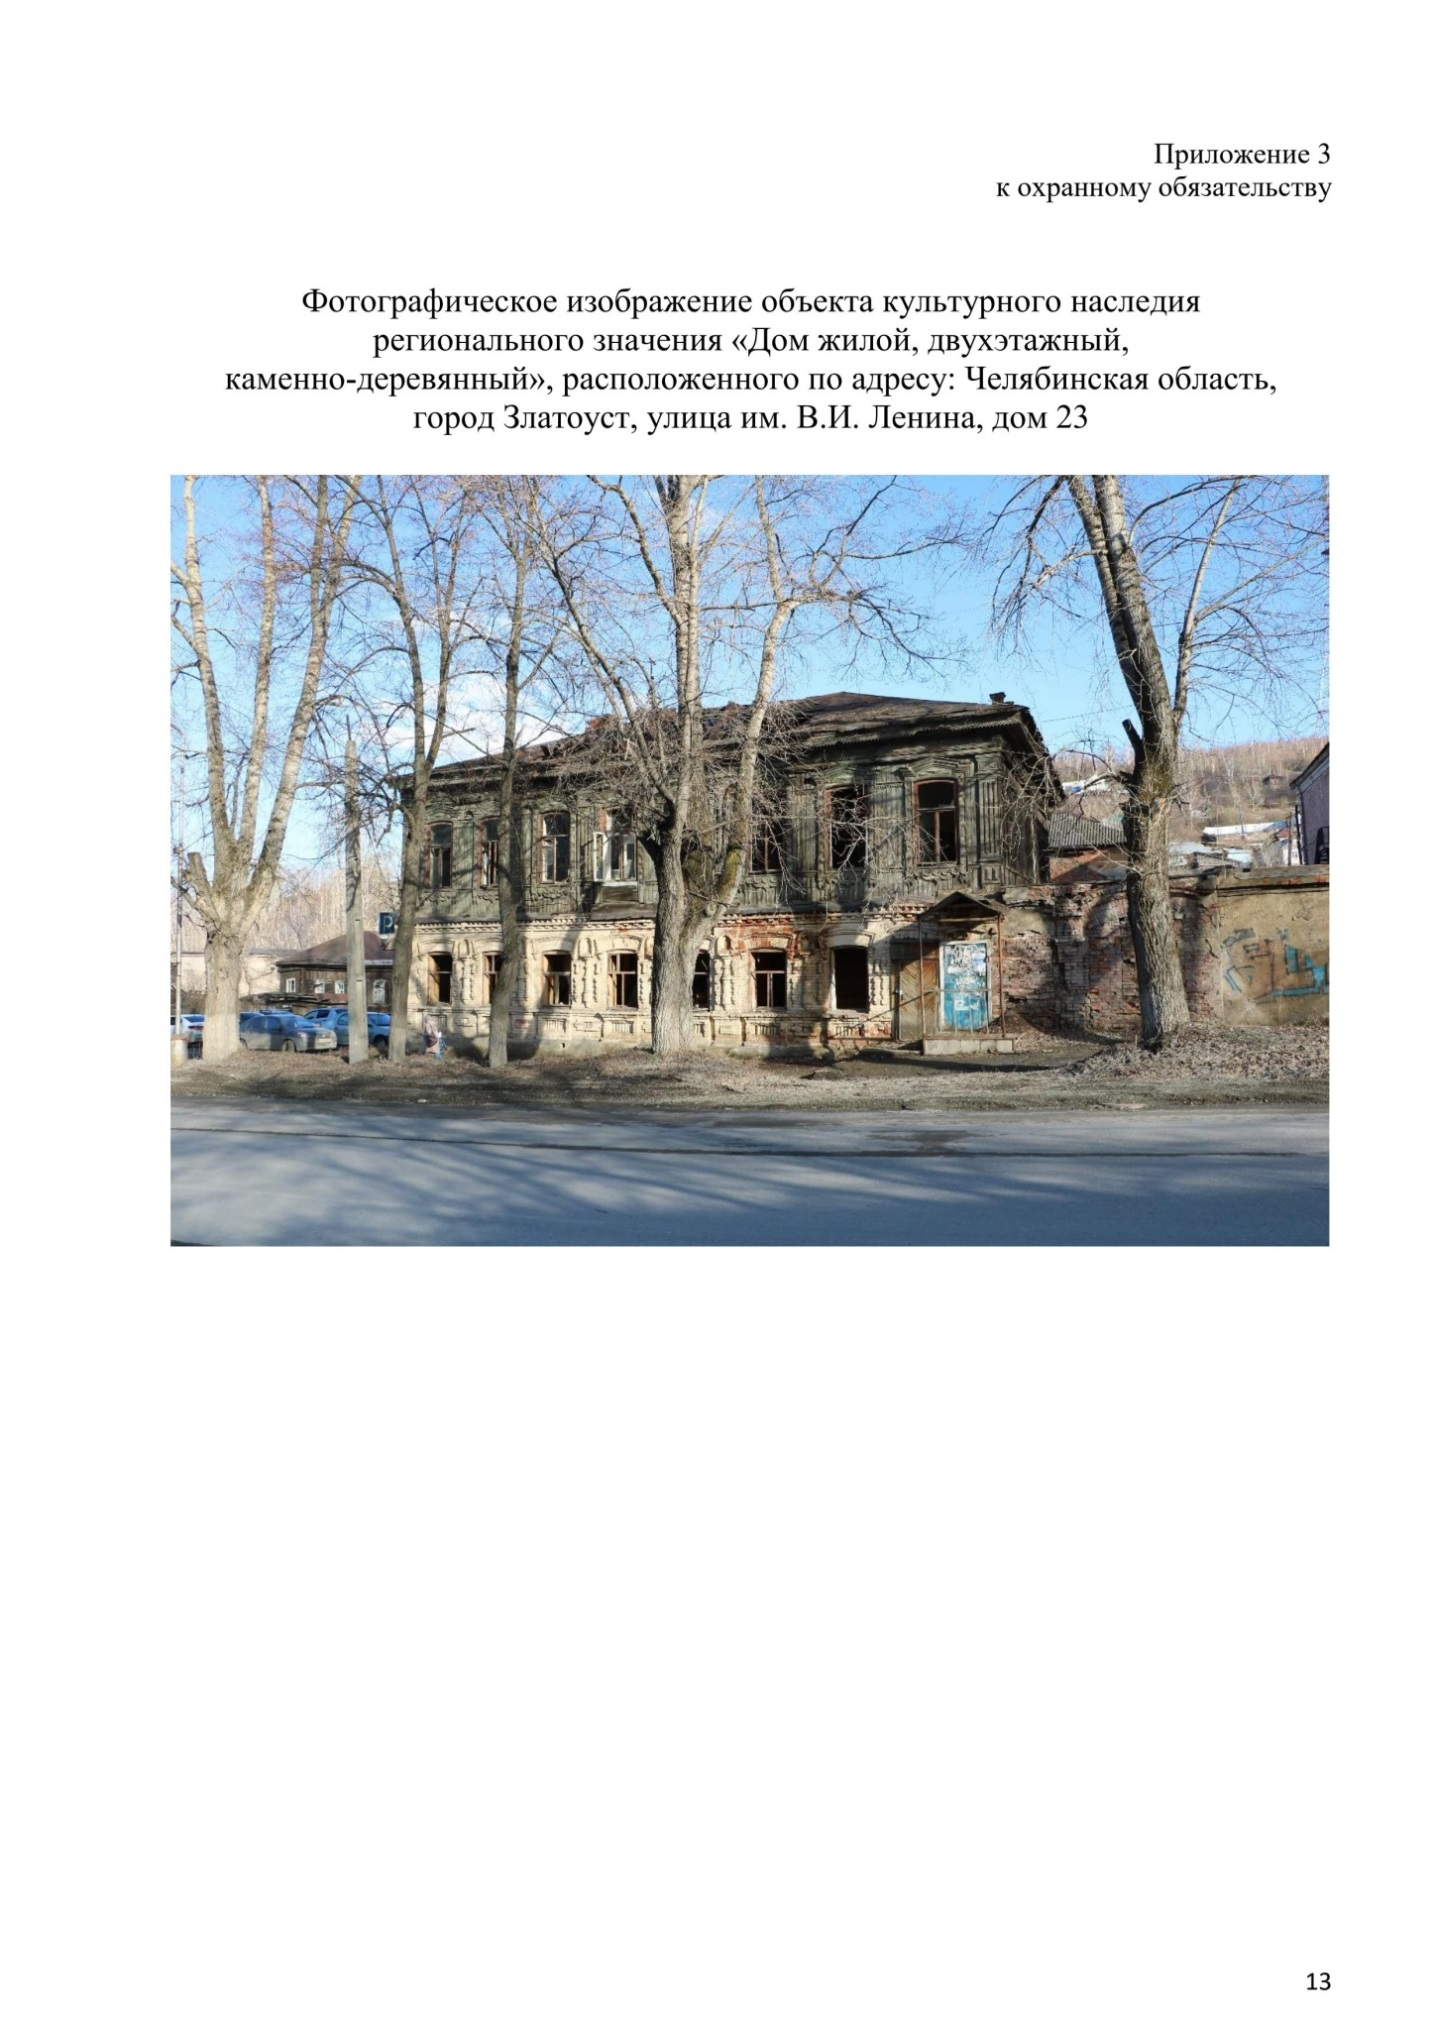 Приложение 3
к охранному обязательству
Фотографическое изображение объекта культурного наследия
регионального значения «Дом жилой, двухэтажный,
каменно-деревянный», расположенного по адресу: Челябинская область,
город Златоуст, улица им. В.И. Ленина, дом 23
P
13